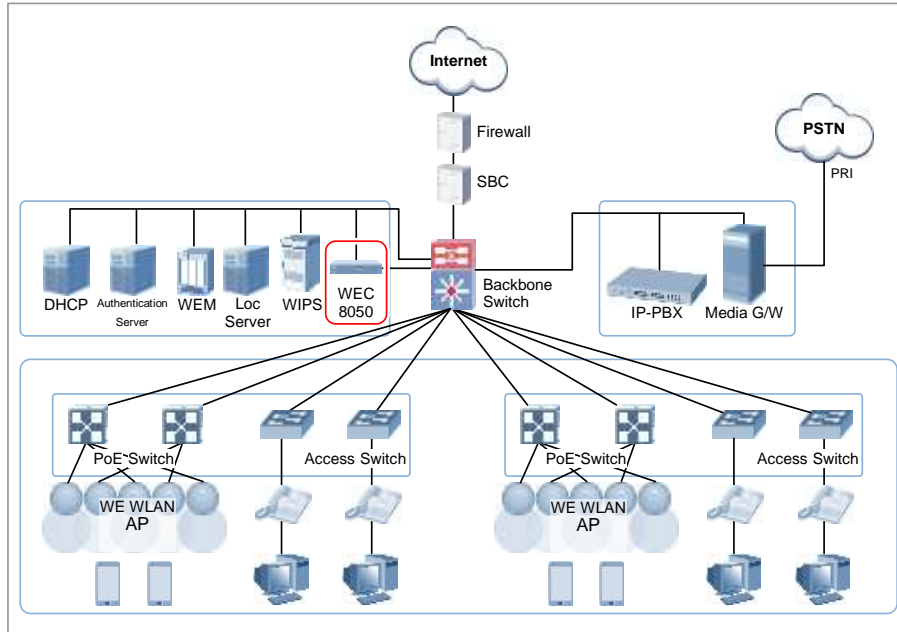 Internet
Firewall
PSTN
SBC
PRI
DHCP
Authentication
Server
WEM
Loc
Server
WIPS
WEC
8050
Backbone
Switch
IP-PBX
Media G/W
PoE Switch
Access Switch
PoE Switch
Access Switch
WE WLAN
AP
WE WLAN
AP